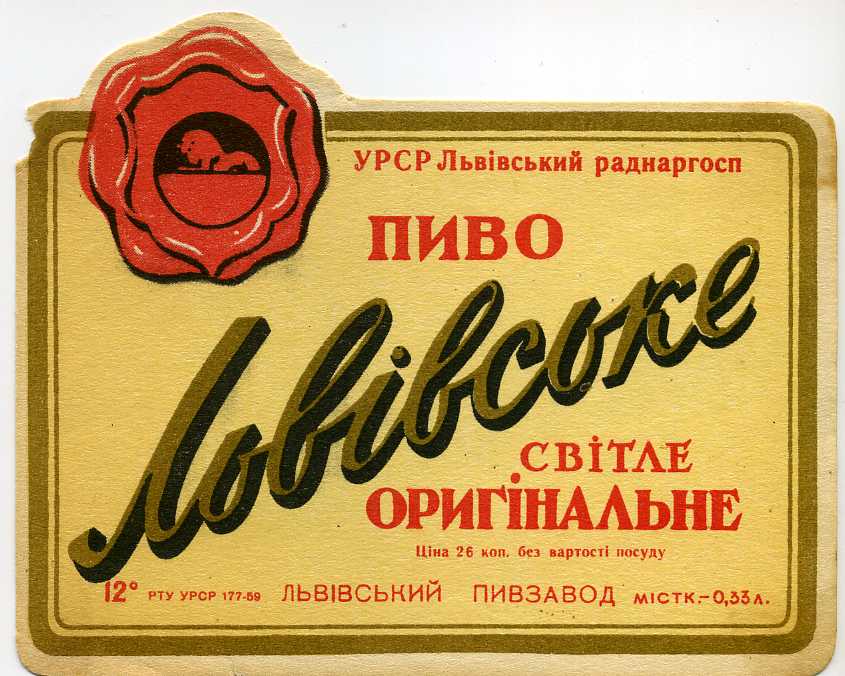 УРСР Львівський раднаргосп
ПИВО
Львівське
СВІТЛЕ
ОРИГІНАЛЬНЕ
Ціна 26 коп. без вартості посуду
12° РТУ УРСР 177-59 ЛЬВІВСЬКИЙ ПИВЗАВОД МІСТК.-0,33 Л.